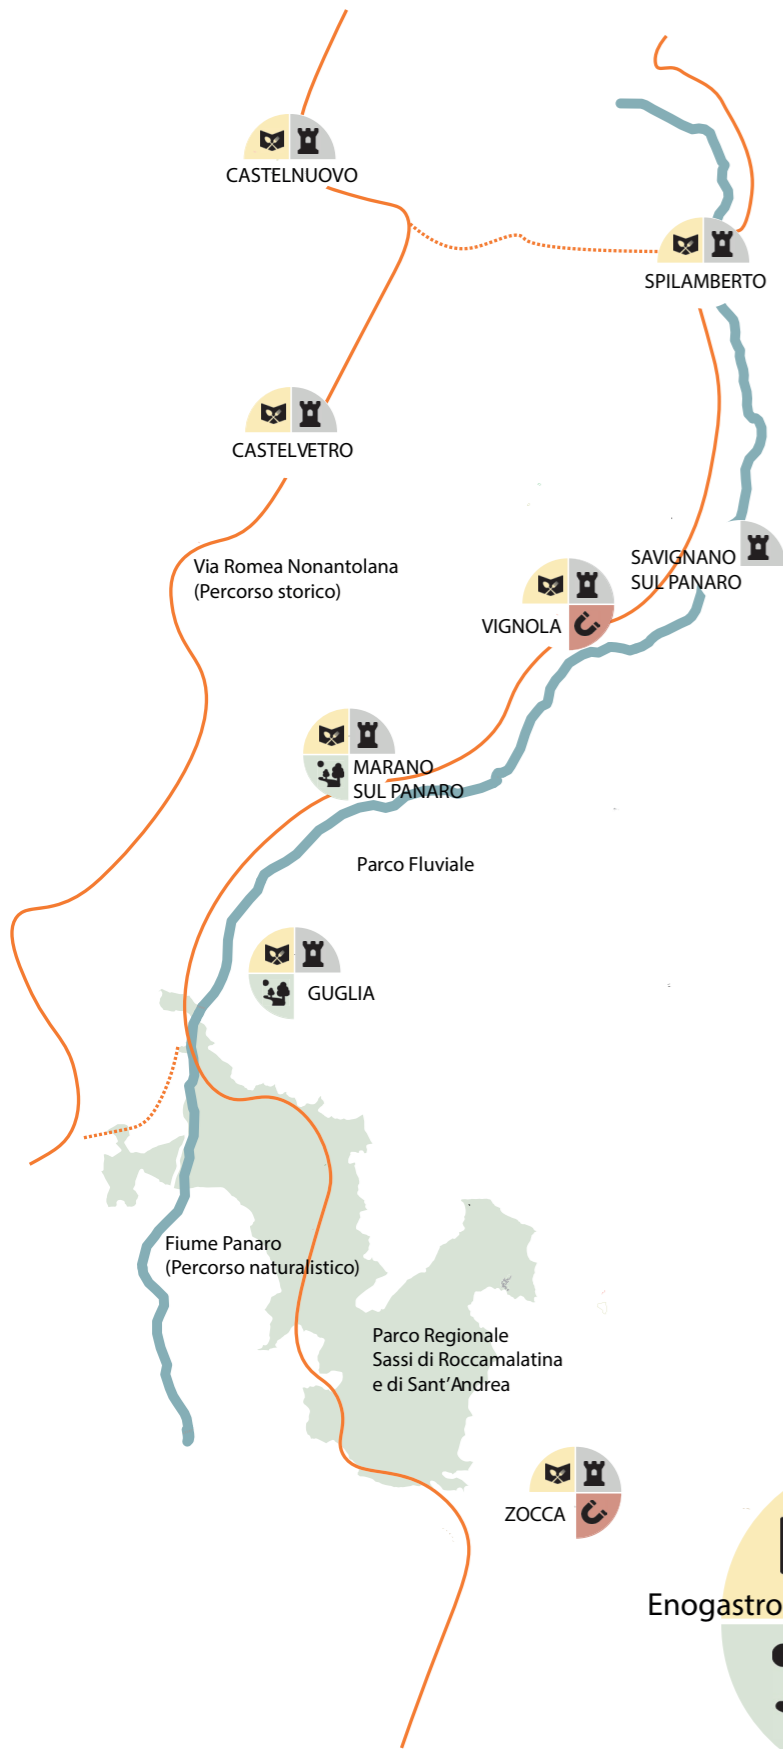 CASTELNUOVO
SPILAMBERTO
CASTELVETRO
Via Romea Nonantolana
(Percorso storico)
SAVIGNANO
SUL PANARO
VIGNOLA
MARANO
SUL PANARO
Parco Fluviale
GUGLIA
Fiume Panaro
(Percorso naturalistico)
Parco Regionale
Sassi di Roccamalatina
e di Sant'Andrea
ZOCCA
Enogastro